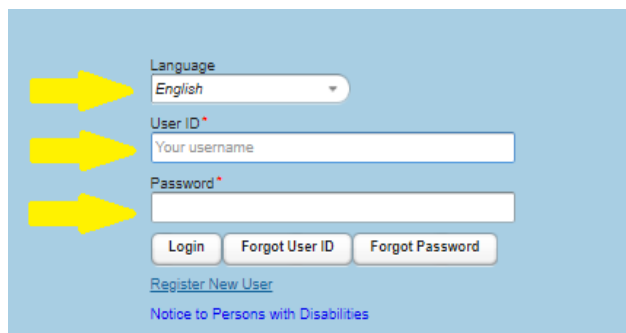 Language
English
User ID*
Your username
Password*
Login Forgot User ID Forgot Password
Register New User
Notice to Persons with Disabilities